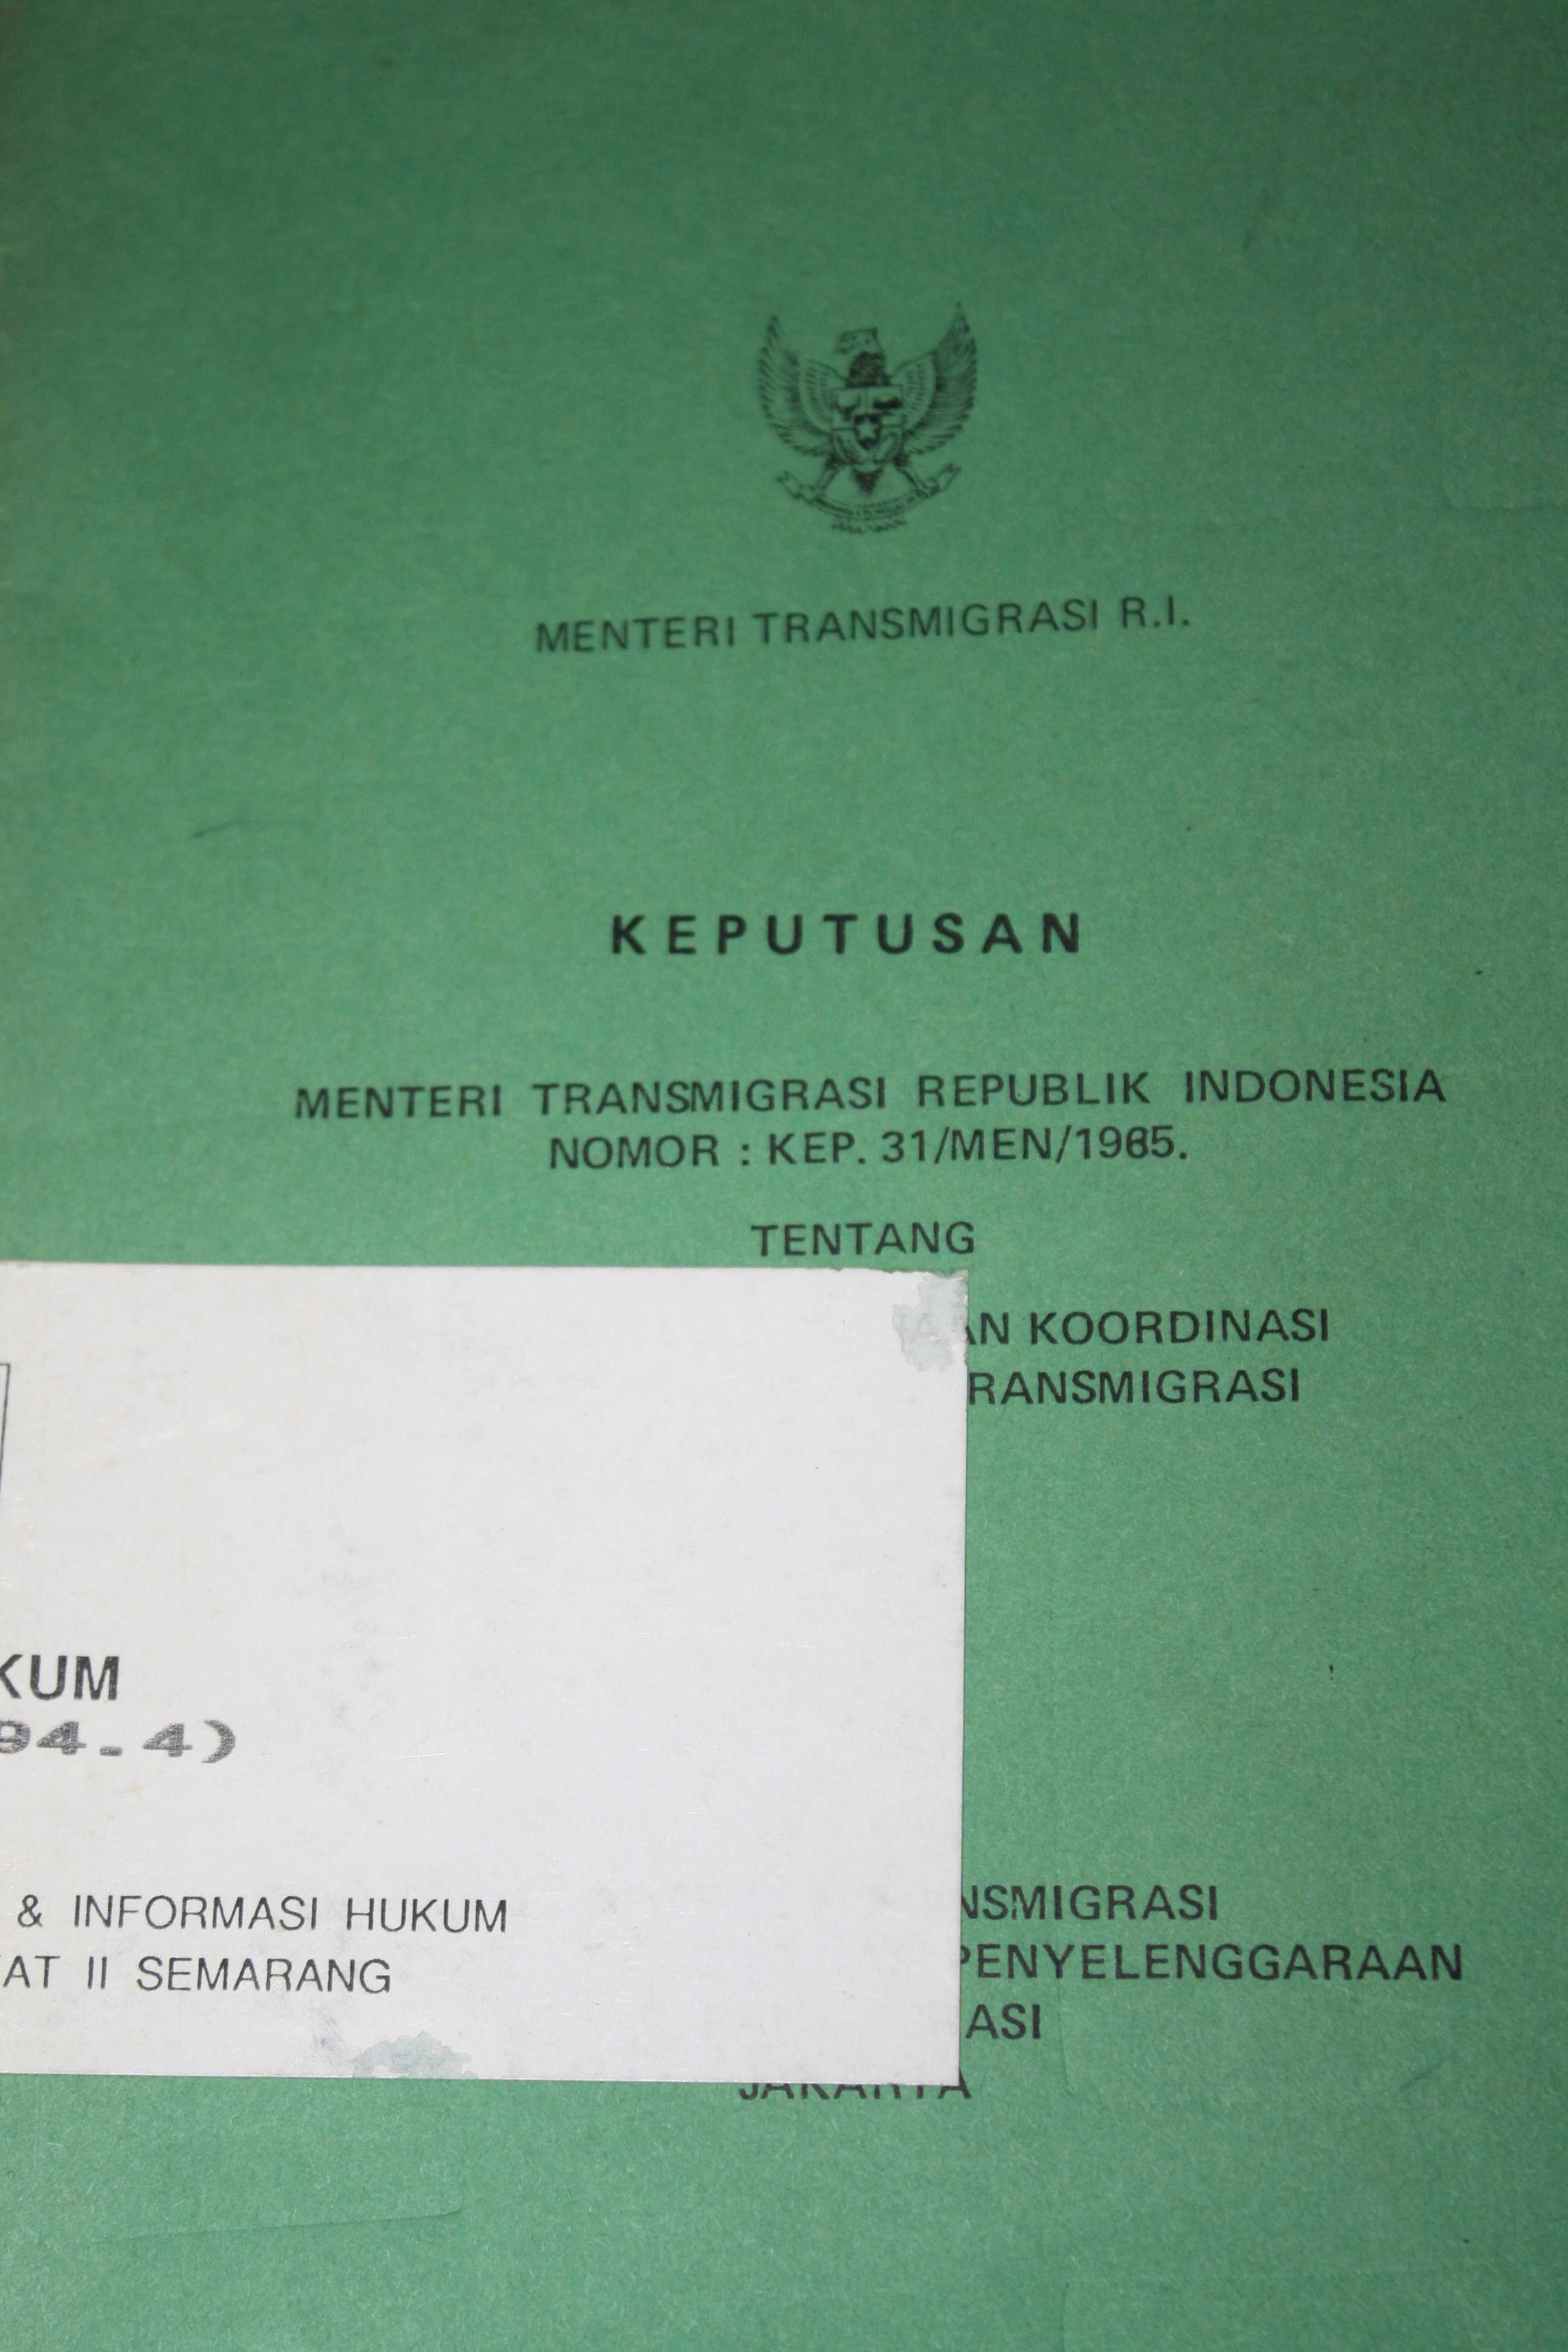 MENTERI TRANSMIGRASI R.I.
KEPUTUSAN
MENTERI TRANSMIGRASI REPUBLIK INDONESIA
NOMOR : KEP. 31/MEN/1985.
TENTANG
AN KOORDINASI
RANSMIGRASI
KUM
94.4)
& INFORMASI HUKUM
AT II SEMARANG
NSMIGRASI
PENYELENGGARAAN
ASI
JAKARTA